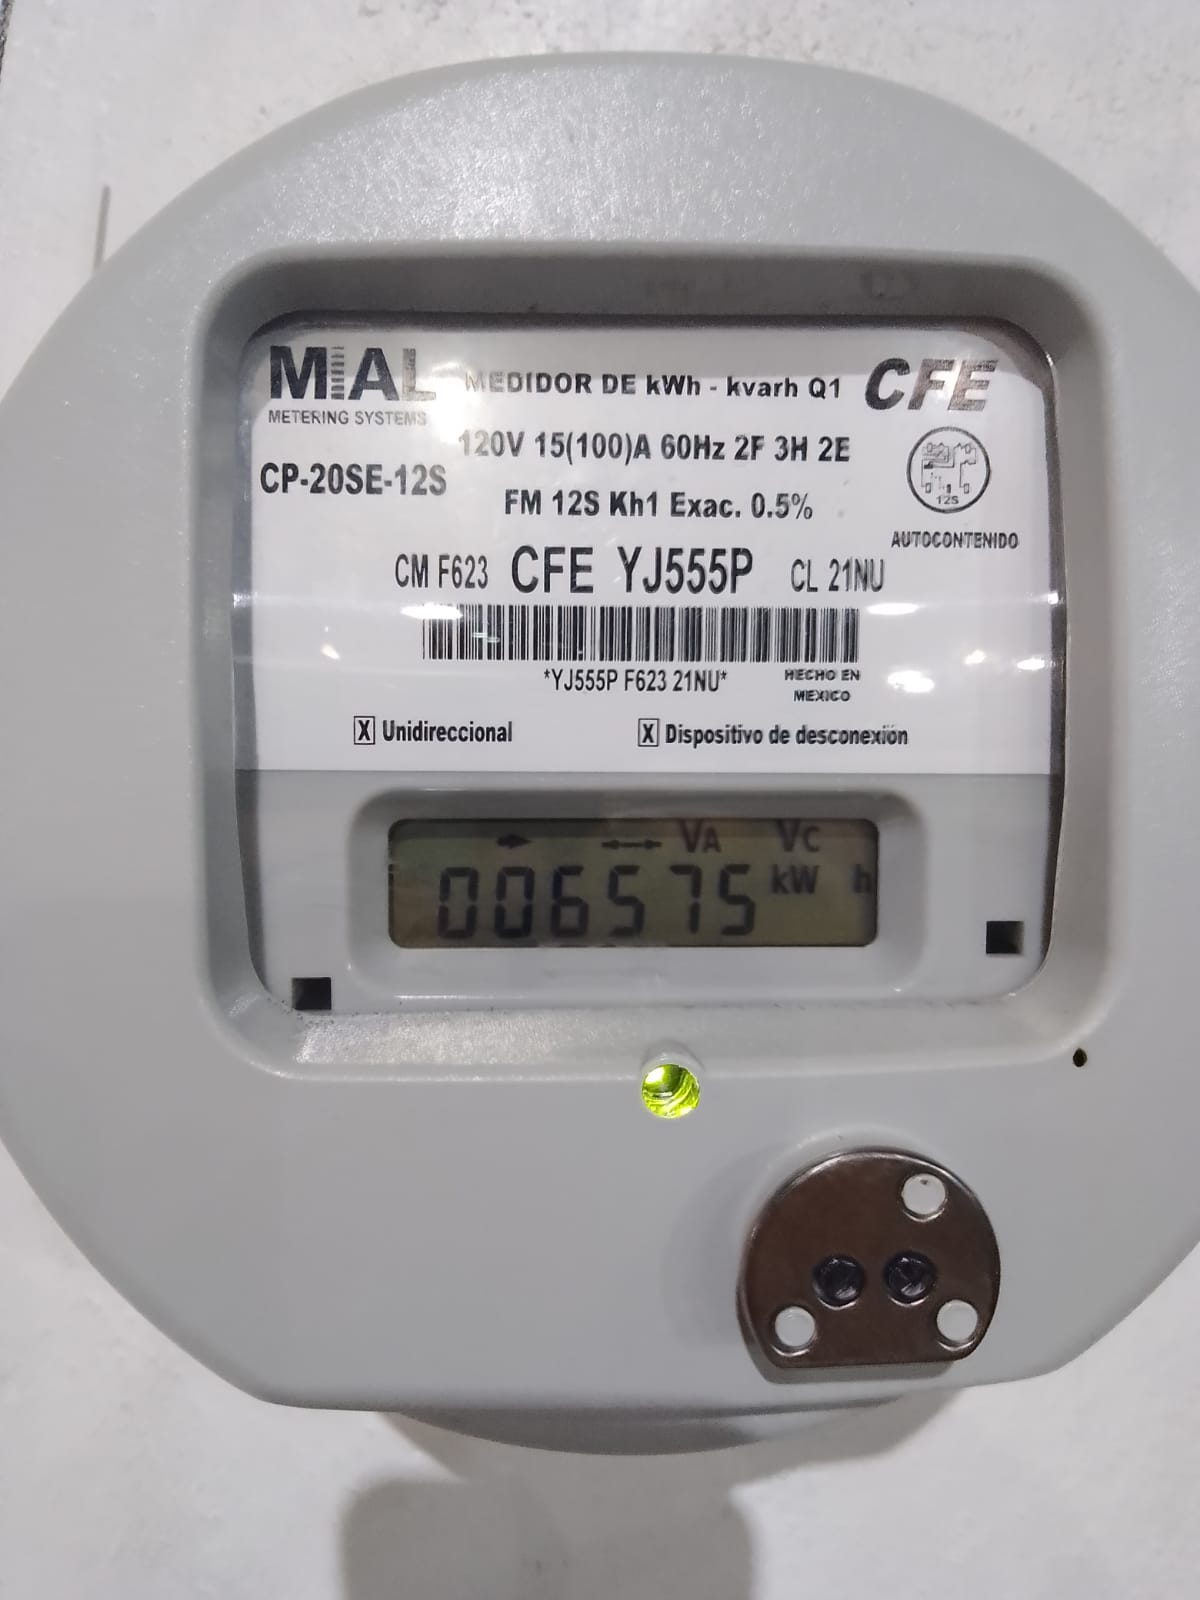 MIAL MEDIDOR DE kWh - kvarh Q1 CFE
METERING SYSTEMS
120V 15(100)A 60Hz 2F 3H 2E
CP-20SE-12S
FM 12S Kh1 Exac. 0.5%
12S
AUTOCONTENIDO
CM F623 CFE YJ555P CL 21NU
*YJ555P F623 21NU*
HECHO EN
MEXICO
X Unidireccional X Dispositivo de desconexión
VA VC
006575 kW h